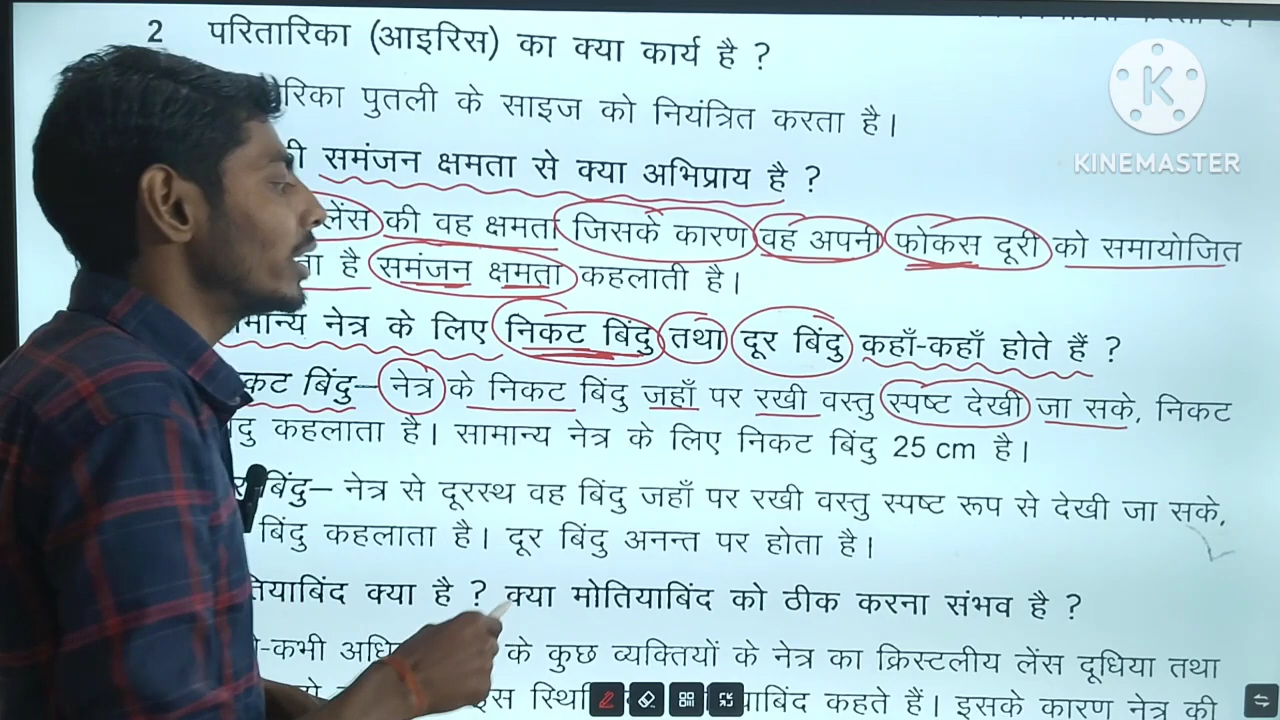 2 परितारिका (आइरिस) का क्या कार्य है ?
रिका पुतली के साइज को नियंत्रित करता है।
की समंजन क्षमता से क्या अभिप्राय है ?
लेंस की वह क्षमता जिसके कारण वह अपनी फोकस दूरी को समायोजित
ता है समंजन क्षमता कहलाती है।
मान्य नेत्र के लिए निकट बिंदु तथा दूर बिंदु कहाँ-कहाँ होते हैं ?
कट बिंदु– नेत्र के निकट बिंदु जहाँ पर रखी वस्तु स्पष्ट देखी जा सके, निकट
दु कहलाता है। सामान्य नेत्र के लिए निकट बिंदु 25 cm है।
र बिंदु– नेत्र से दूरस्थ वह बिंदु जहाँ पर रखी वस्तु स्पष्ट रूप से देखी जा सके,
बिंदु कहलाता है। दूर बिंदु अनन्त पर होता है।
तियाबिंद क्या है ? क्या मोतियाबिंद को ठीक करना संभव है ?
-कभी के कुछ व्यक्तियों के नेत्र का क्रिस्टलीय लेंस दूधिया तथा
इस याबिंद कहते हैं। इसके कारण नेत्र की
K
KINEMASTER